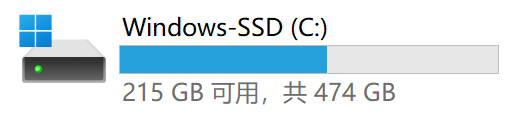 Windows-SSD (C:)
215 GB 可用，共 474 GB